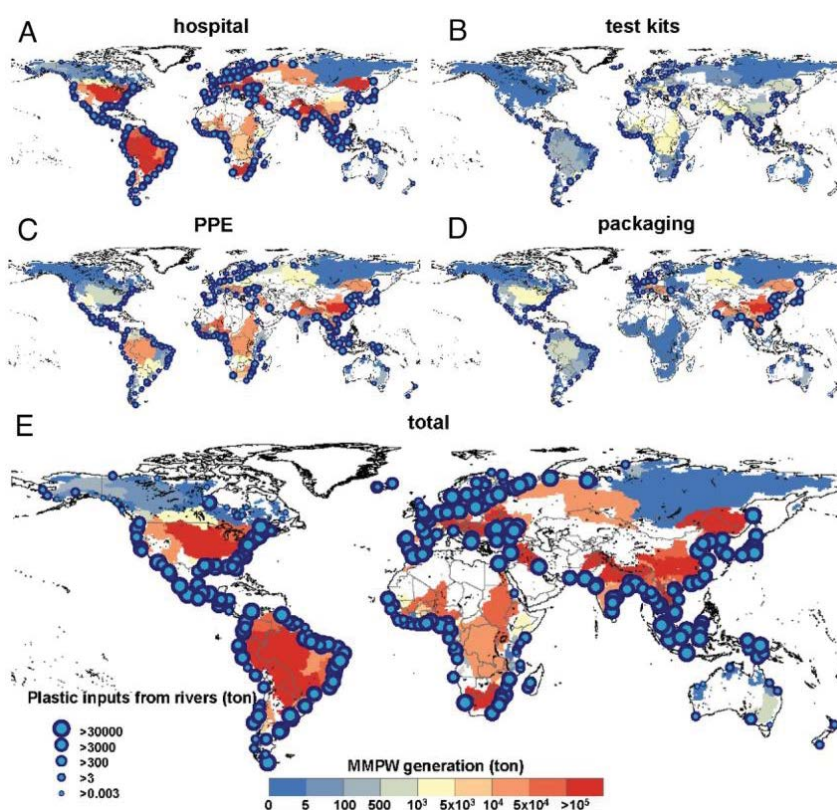 A
hospital
B
test kits
C
PPE
D
packaging
E
total
Plastic inputs from rivers (ton)
>30000
>3000
>300
>3
>0.003
MMPW generation (ton)
0 5 100 500 10³ 5x10³ 10⁴ 5x10⁴ >10⁵